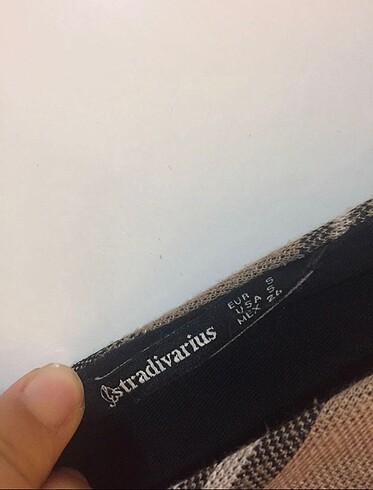 stradivarius
EUR S
USA S
MEX 26